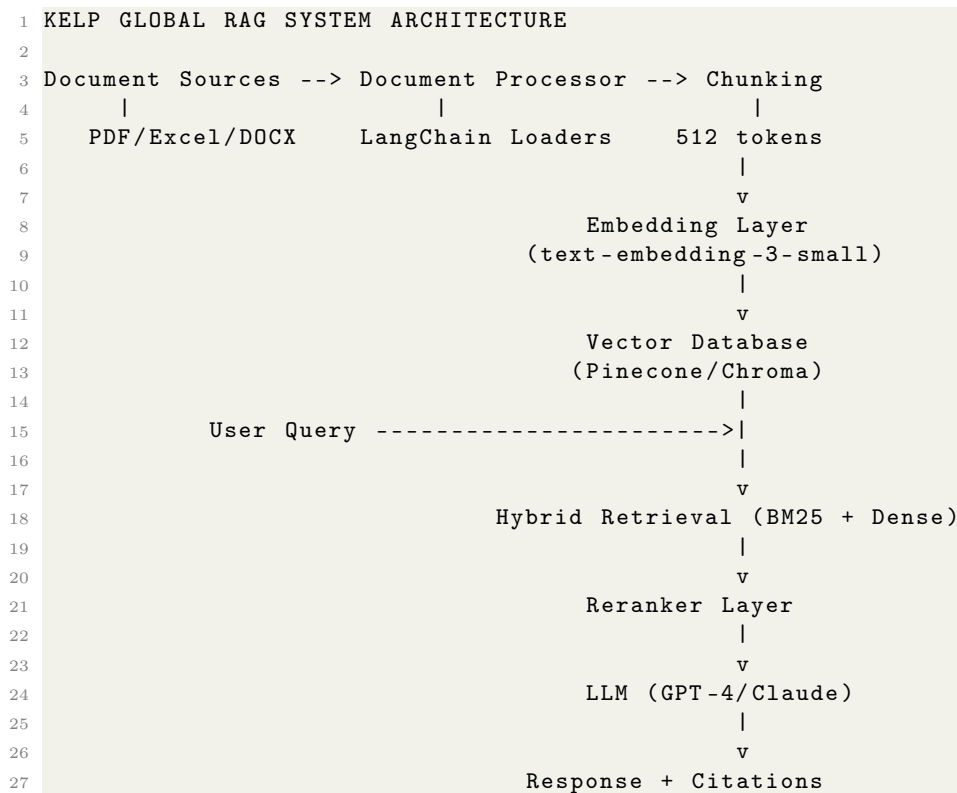 1 KELP GLOBAL RAG SYSTEM ARCHITECTURE
2
3 Document Sources --> Document Processor --> Chunking
4      |                    |                    |
5   PDF/Excel/DOCX    LangChain Loaders    512 tokens
6                                               |
7                                               v
8                                     Embedding Layer
9                                 (text-embedding-3-small)
10                                              |
11                                              v
12                                    Vector Database
13                                   (Pinecone/Chroma)
14                                              |
15           User Query ----------------------->|
16                                              |
17                                              v
18                              Hybrid Retrieval (BM25 + Dense)
19                                              |
20                                              v
21                                    Reranker Layer
22                                              |
23                                              v
24                                    LLM (GPT-4/Claude)
25                                              |
26                                              v
27                                Response + Citations